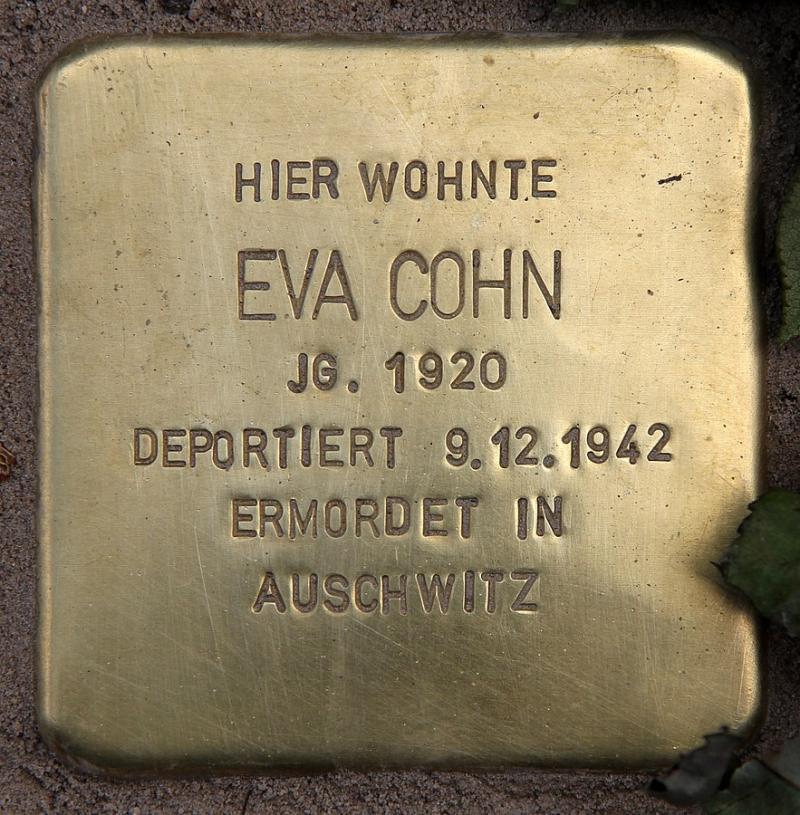 HIER WOHNTE
EVA COHN
JG. 1920
DEPORTIERT 9.12.1942
ERMORDET IN
AUSCHWITZ